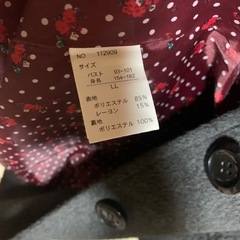 NO 112909
サイズ
バスト 93~101
身長 154~162
LL
表地
ポリエステル 85%
レーヨン 15%
裏地
ポリエステル 100%